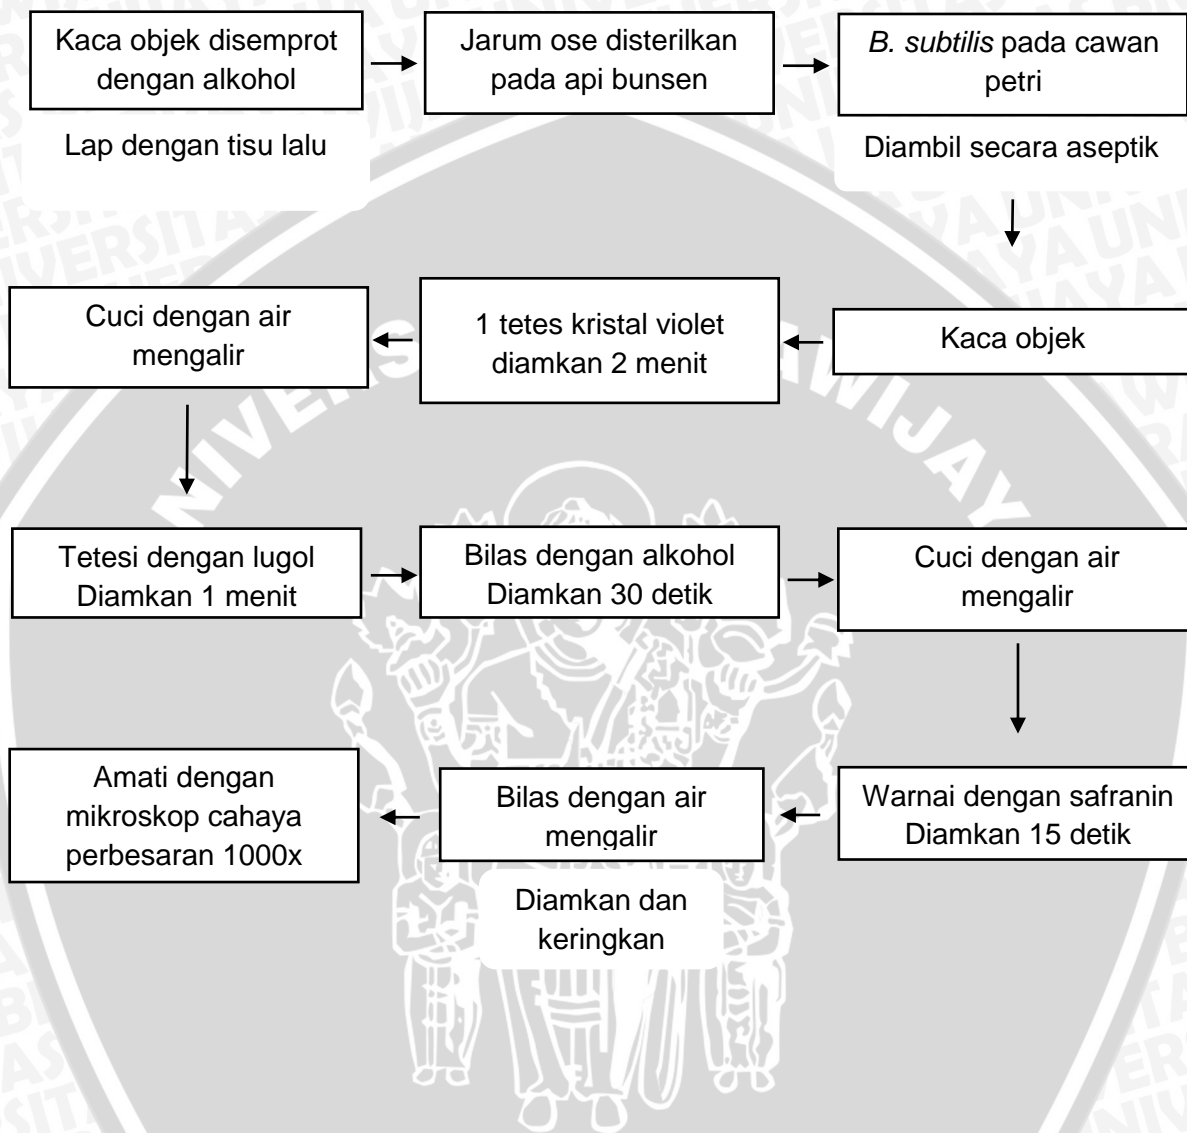 Kaca objek disemprot
dengan alkohol
Lap dengan tisu lalu
Jarum ose disterilkan
pada api bunsen
B. subtilis pada cawan
petri
Diambil secara aseptik
Kaca objek
1 tetes kristal violet
diamkan 2 menit
Cuci dengan air
mengalir
Tetesi dengan lugol
Diamkan 1 menit
Bilas dengan alkohol
Diamkan 30 detik
Cuci dengan air
mengalir
Warnai dengan safranin
Diamkan 15 detik
Bilas dengan air
mengalir
Diamkan dan
keringkan
Amati dengan
mikroskop cahaya
perbesaran 1000x